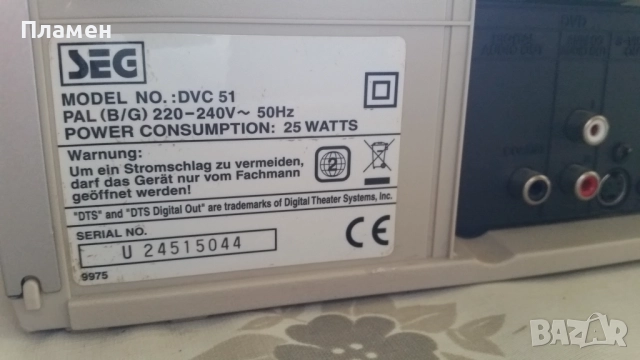 Пламен
SEG
MODEL NO. :DVC 51
PAL (B/G) 220-240V~ 50Hz
POWER CONSUMPTION: 25 WATTS
Warnung:
Um ein Stromschlag zu vermeiden,
darf das Gerät nur vom Fachmann
geöffnet werden!
2
"DTS" and "DTS Digital Out" are trademarks of Digital Theater Systems, Inc.
SERIAL NO.
U 24515044
CE
9975
BAZAR